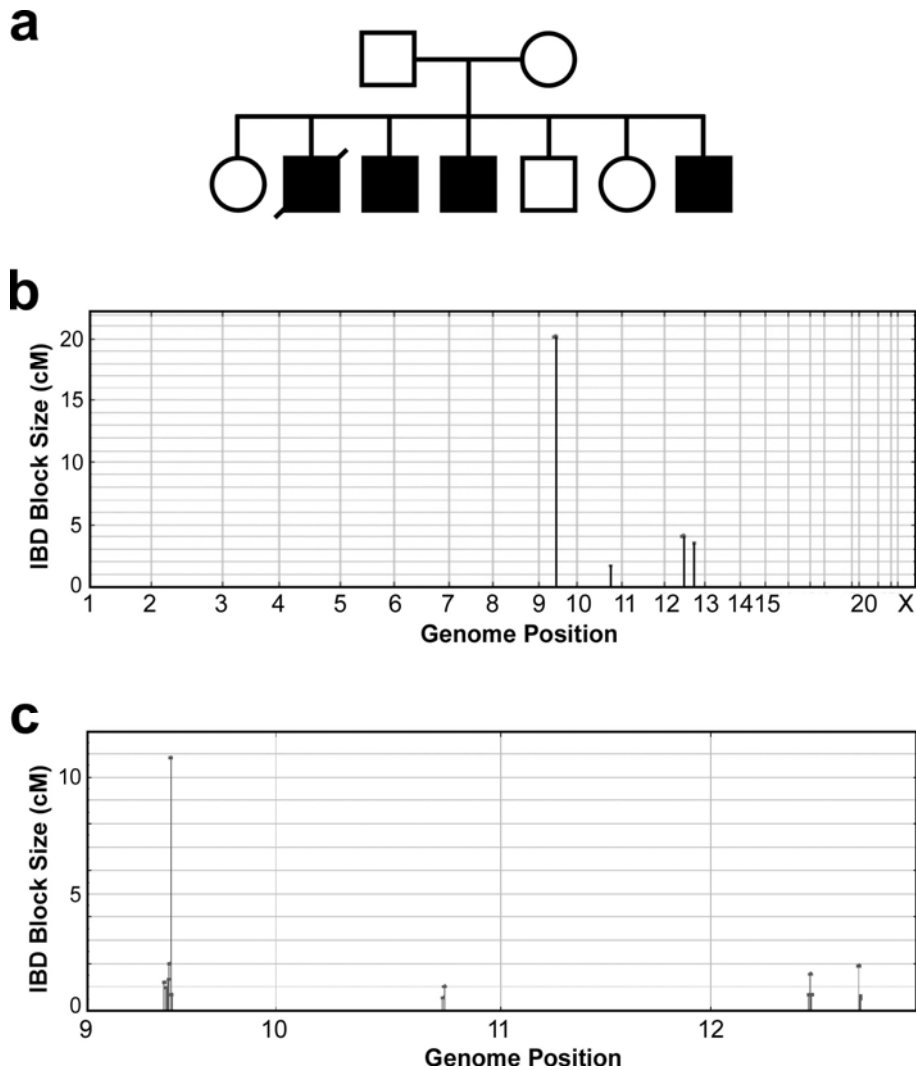 a
b
IBD Block Size (cM)
20
15
10
5
0
1 2 3 4 5 6 7 8 9 10 11 12 13 14 15 20 X
Genome Position
c
IBD Block Size (cM)
10
5
0
9 10 11 12
Genome Position